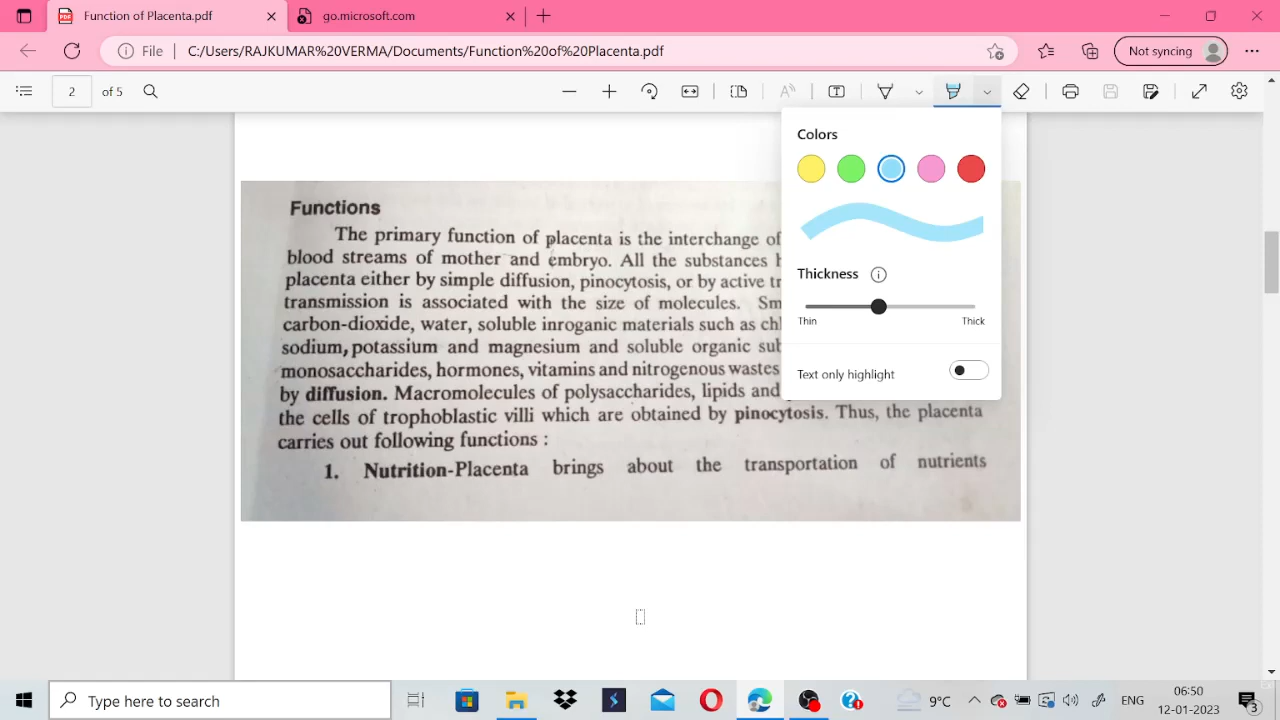 Function of Placenta.pdf
go.microsoft.com
File
C:/Users/RAJKUMAR%20VERMA/Documents/Function%20of%20Placenta.pdf
Not syncing
2 of 5
Colors
Thickness
Thin Thick
Text only highlight
Functions
The primary function of placenta is the interchange of
blood streams of mother and embryo. All the substances
placenta either by simple diffusion, pinocytosis, or by active
transmission is associated with the size of molecules.
carbon-dioxide, water, soluble inroganic materials such as
sodium, potassium and magnesium and soluble organic
monosaccharides, hormones, vitamins and nitrogenous wastes
by diffusion. Macromolecules of polysaccharides, lipids and
the cells of trophoblastic villi which are obtained by pinocytosis. Thus, the placenta
carries out following functions :
1. Nutrition-Placenta brings about the transportation of nutrients
Type here to search
9°C
ENG
06:50
12-01-2023
3